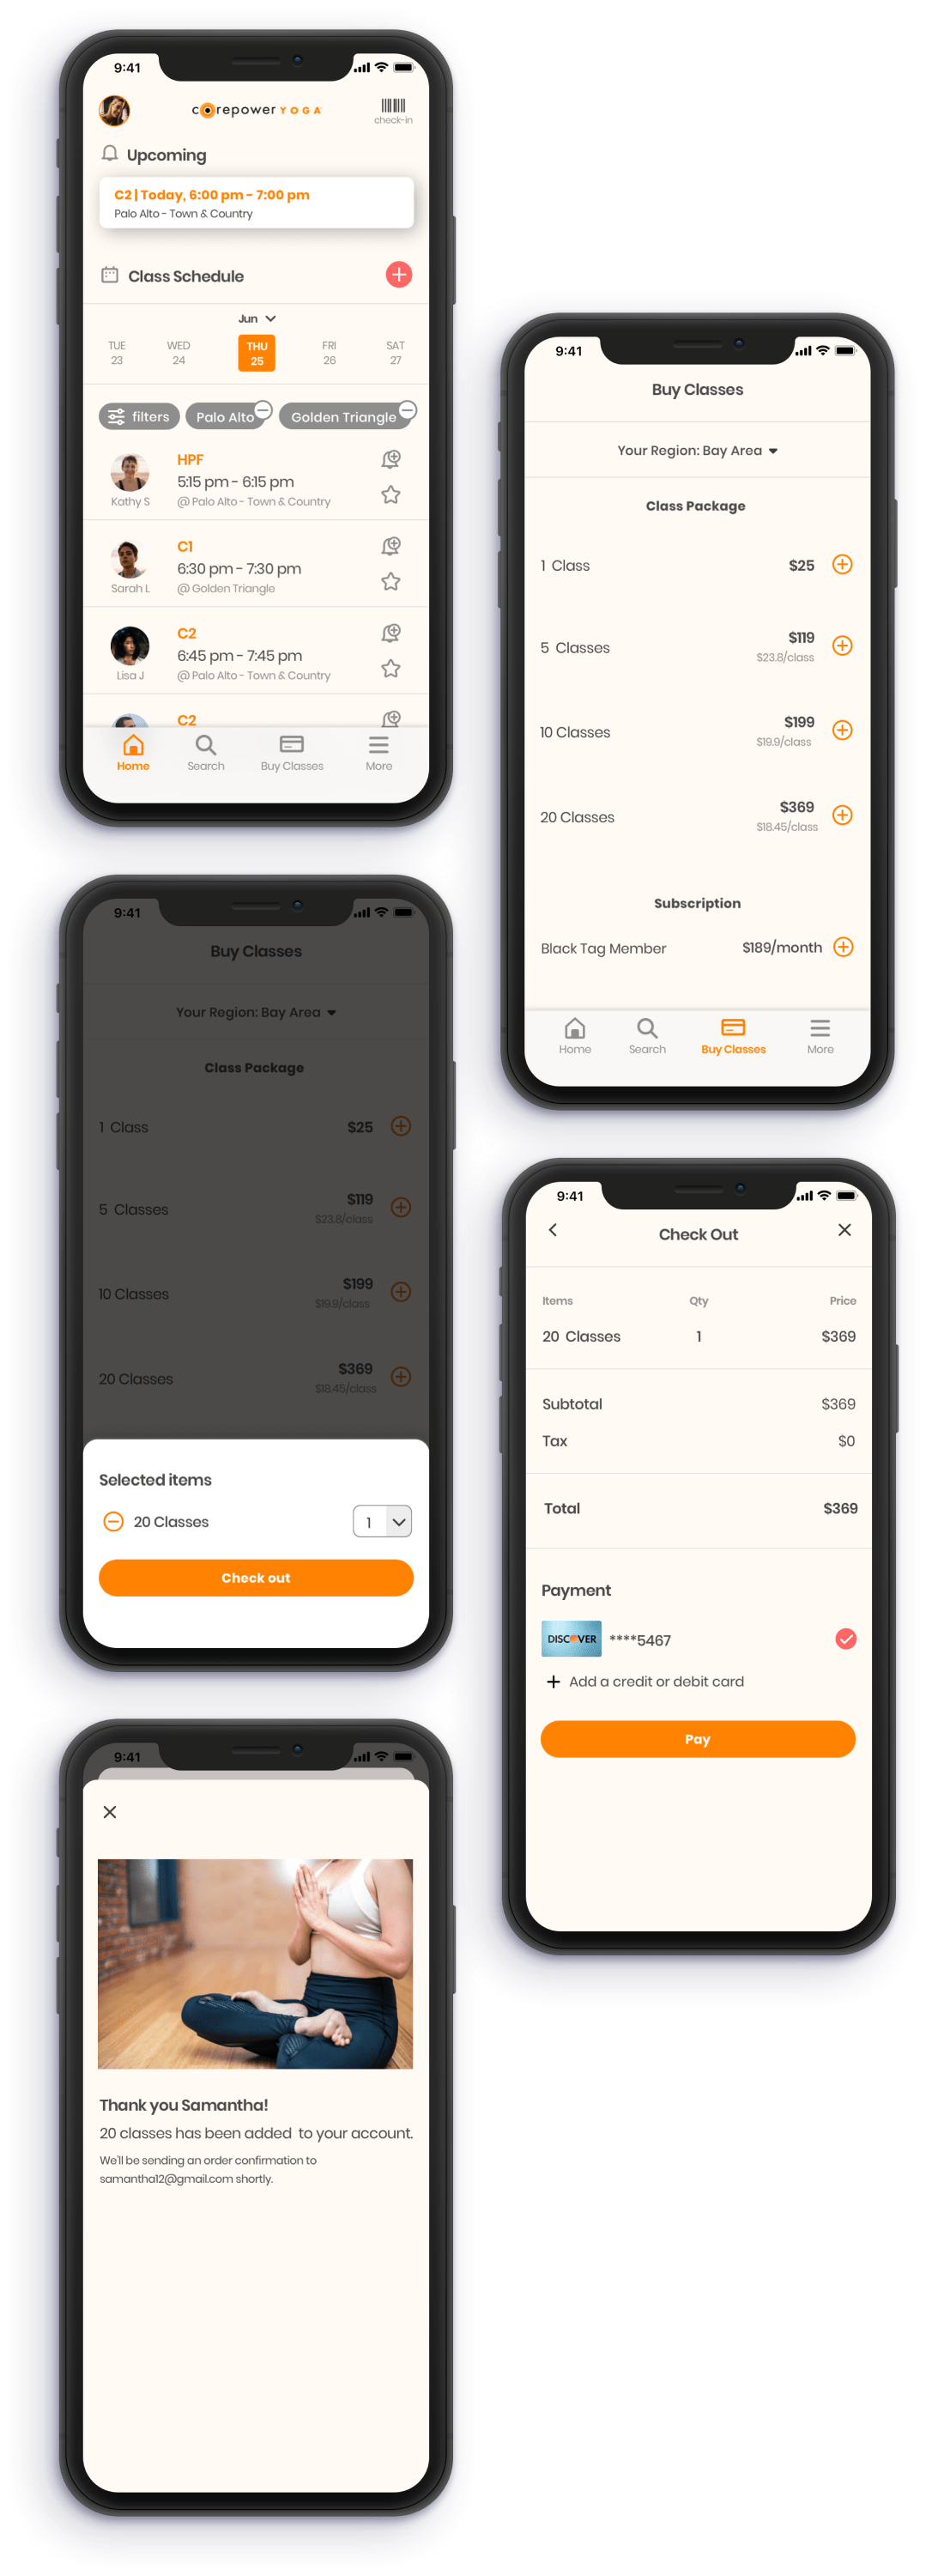 9:41
corepower YOGA
check-in
Upcoming
C2 | Today, 6:00 pm - 7:00 pm
Palo Alto - Town & Country
Class Schedule
Jun
TUE WED THU FRI SAT
23 24 25 26 27
filters Palo Alto Golden Triangle
HPF
5:15 pm - 6:15 pm
Kathy S @ Palo Alto - Town & Country
C1
6:30 pm - 7:30 pm
Sarah L @ Golden Triangle
C2
6:45 pm - 7:45 pm
Lisa J @ Palo Alto - Town & Country
C2
Home Search Buy Classes More
9:41
Buy Classes
Your Region: Bay Area
Class Package
1 Class $25
5 Classes $119
$23.8/class
10 Classes $199
$19.9/class
20 Classes $369
$18.45/class
Subscription
Black Tag Member $189/month
Home Search Buy Classes More
9:41
Buy Classes
Your Region: Bay Area
Class Package
1 Class $25
5 Classes $119
$23.8/class
10 Classes $199
$19.9/class
20 Classes $369
$18.45/class
Selected items
20 Classes 1
Check out
9:41
Check Out
Items Qty Price
20 Classes 1 $369
Subtotal $369
Tax $0
Total $369
Payment
DISCOVER ****5467
Add a credit or debit card
Pay
9:41
Thank you Samantha!
20 classes has been added to your account.
We'll be sending an order confirmation to
samantha12@gmail.com shortly.